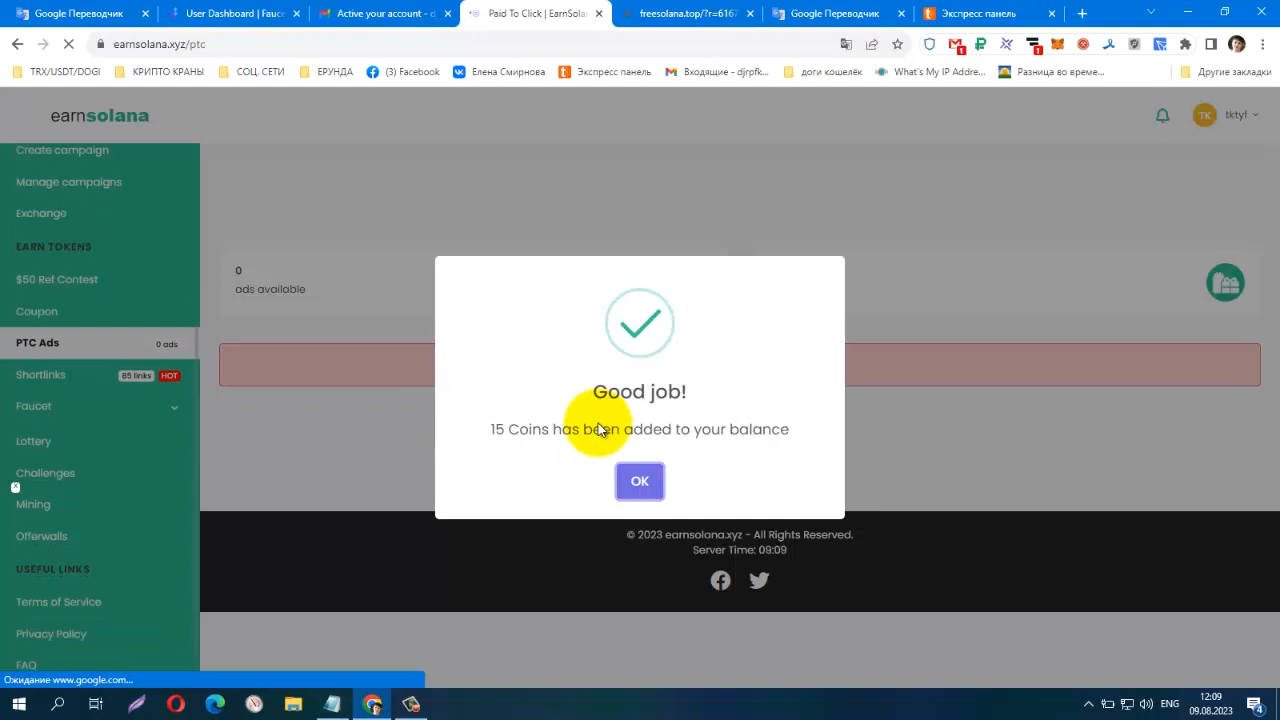 Google Переводчик
User Dashboard | Fauce
Active your account -
Paid To Click | EarnSolan
freesolana.top/?r=6167
Google Переводчик
Экспресс панель
earnsolana.xyz/ptc
TRX/USDT/DOGI
КРИПТО КРАНЫ
СОЦ. СЕТИ
ЕРУНДА
(3) Facebook
Елена Смирнова
Экспресс панель
Входящие - djrpfk...
доги кошелёк
What's My IP Addre...
Разница во време...
Другие закладки
earnsolana
TK tktyf
Create campaign
Manage campaigns
Exchange
EARN TOKENS
$50 Ref Contest
Coupon
PTC Ads 0 ads
Shortlinks 85 links HOT
Faucet
Lottery
Challenges
Mining
Offerwalls
USEFUL LINKS
Terms of Service
Privacy Policy
FAQ
0
ads available
Good job!
15 Coins has been added to your balance
OK
© 2023 earnsolana.xyz - All Rights Reserved.
Server Time: 09:09
Ожидание www.google.com...
ENG
12:09
09.08.2023
4